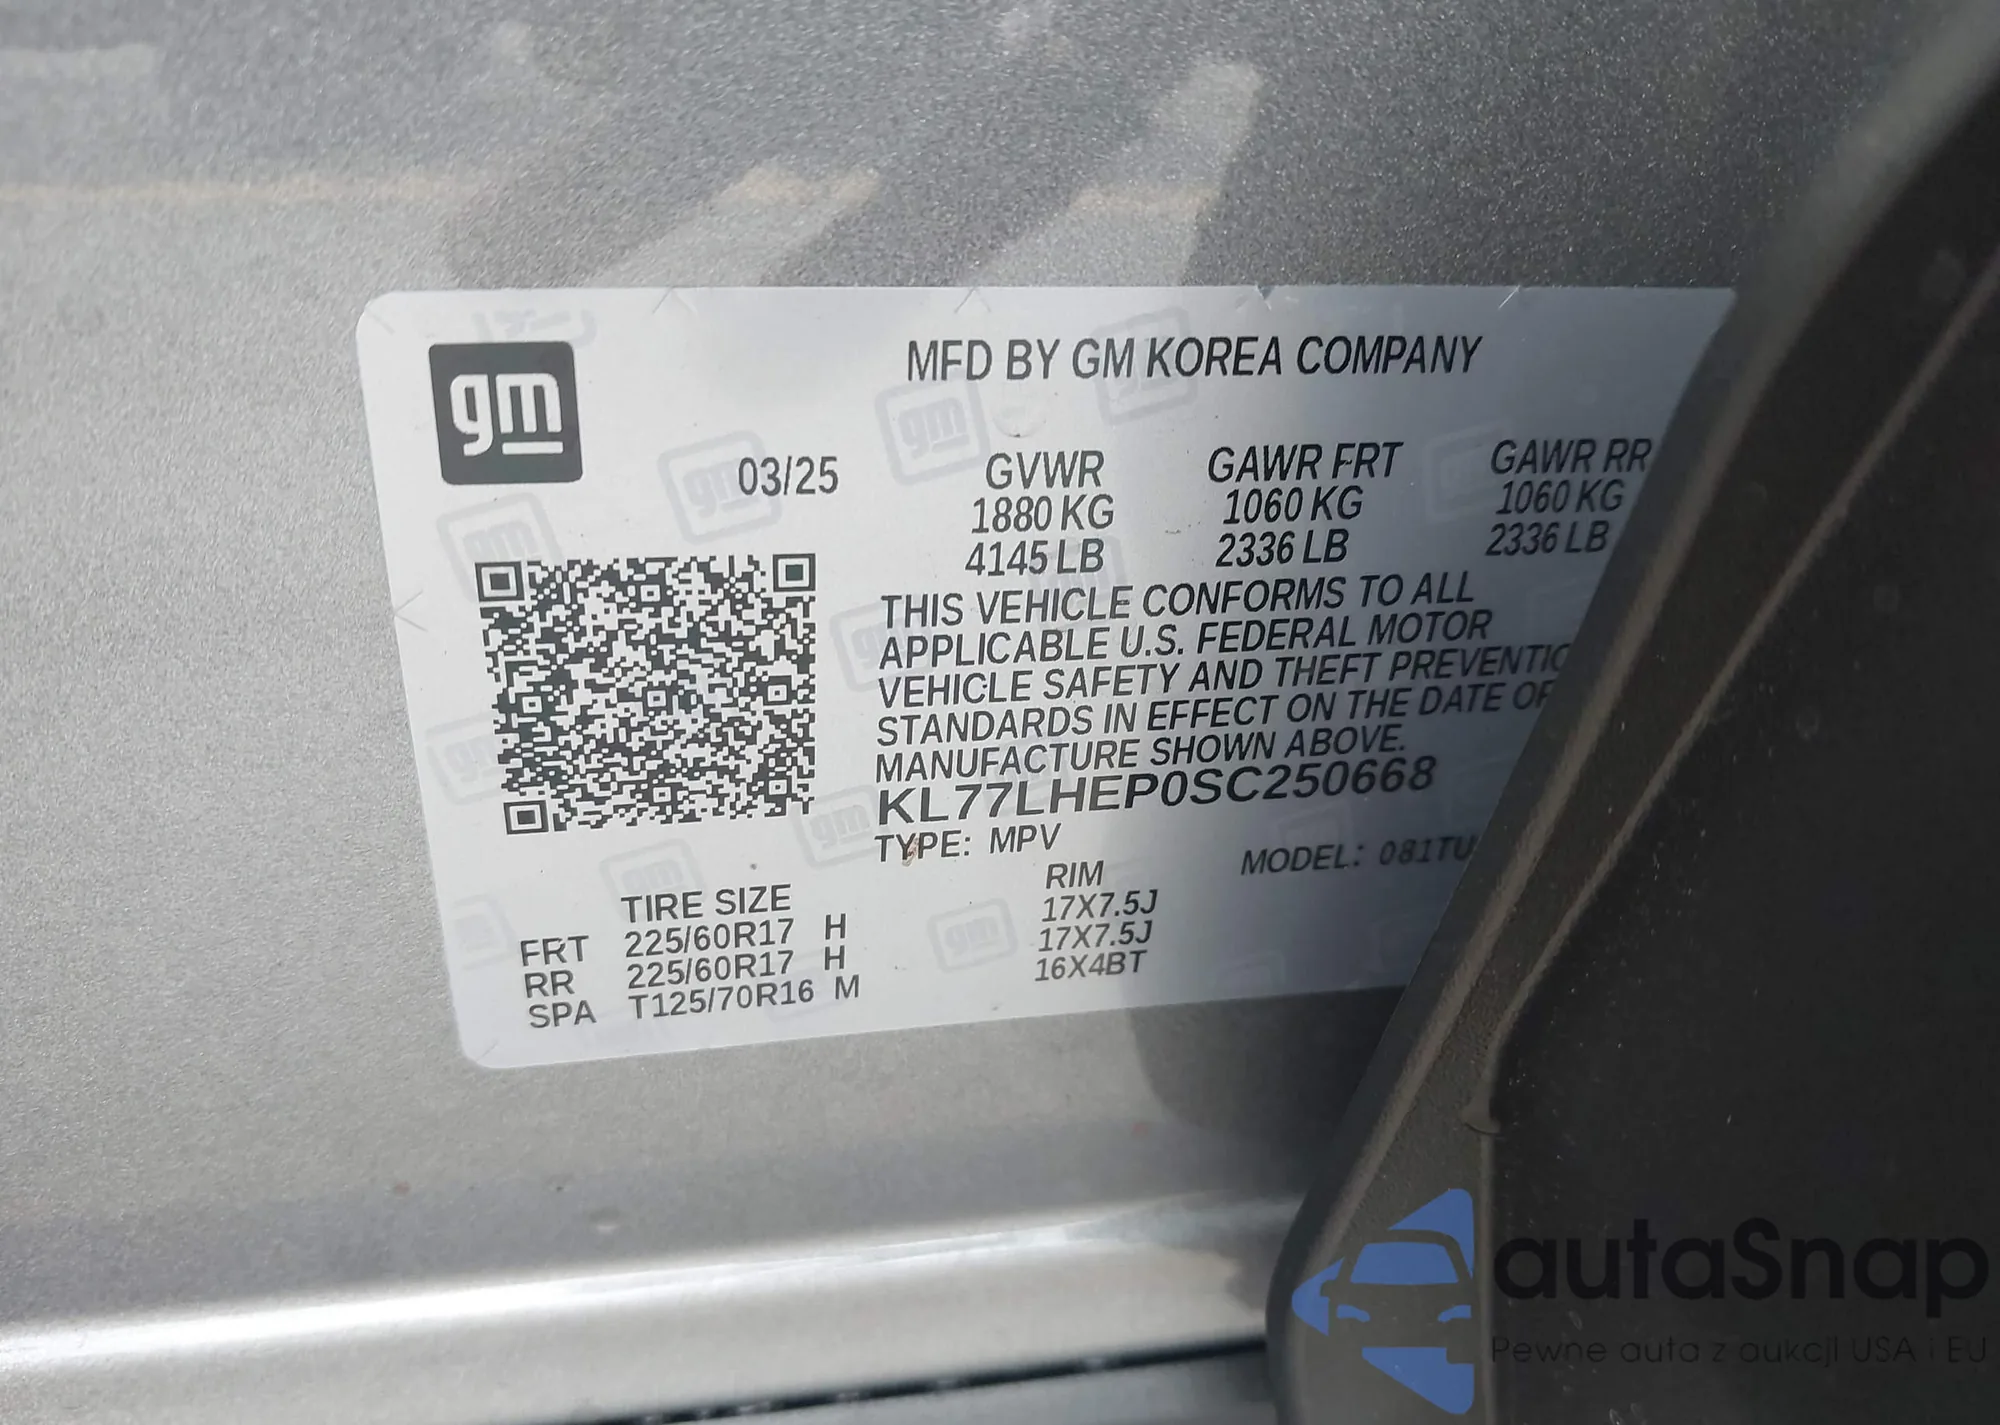 gm
MFD BY GM KOREA COMPANY
03/25
GVWR GAWR FRT GAWR RR
1880 KG 1060 KG 1060 KG
4145 LB 2336 LB 2336 LB
THIS VEHICLE CONFORMS TO ALL
APPLICABLE U.S. FEDERAL MOTOR
VEHICLE SAFETY AND THEFT PREVENTIO
STANDARDS IN EFFECT ON THE DATE OF
MANUFACTURE SHOWN ABOVE.
KL77LHEP0SC250668
TYPE: MPV MODEL: 081TU
TIRE SIZE RIM
FRT 225/60R17 H 17X7.5J
RR 225/60R17 H 17X7.5J
SPA T125/70R16 M 16X4BT
autaSnap
Pewne auta z aukcji USA i EU